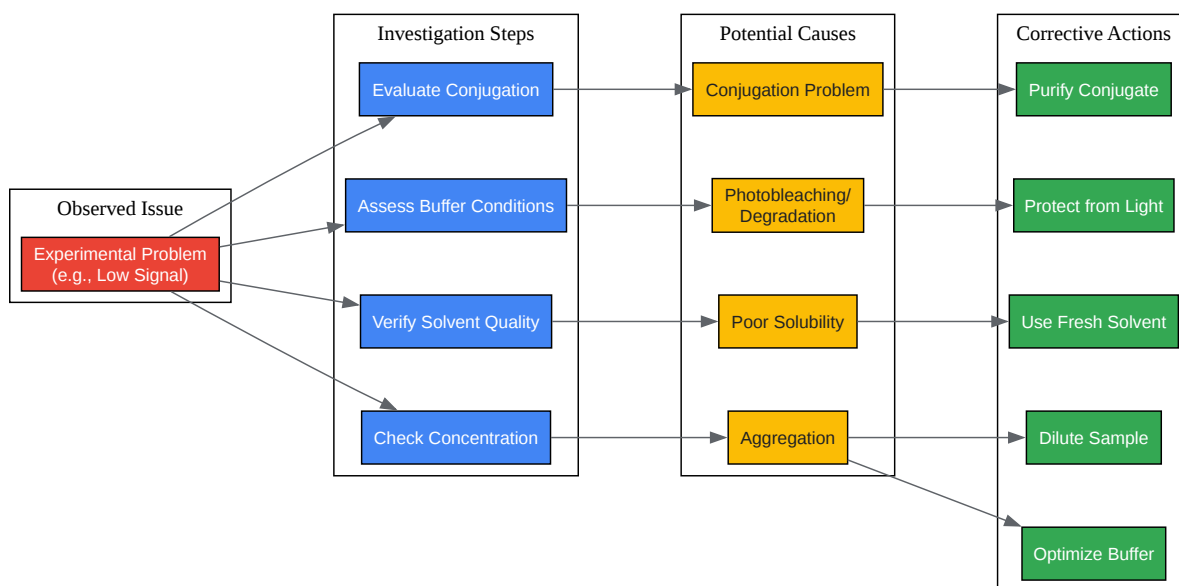 Observed Issue
Experimental Problem
(e.g., Low Signal)
Investigation Steps
Evaluate Conjugation
Assess Buffer Conditions
Verify Solvent Quality
Check Concentration
Potential Causes
Conjugation Problem
Photobleaching/
Degradation
Poor Solubility
Aggregation
Corrective Actions
Purify Conjugate
Protect from Light
Use Fresh Solvent
Dilute Sample
Optimize Buffer